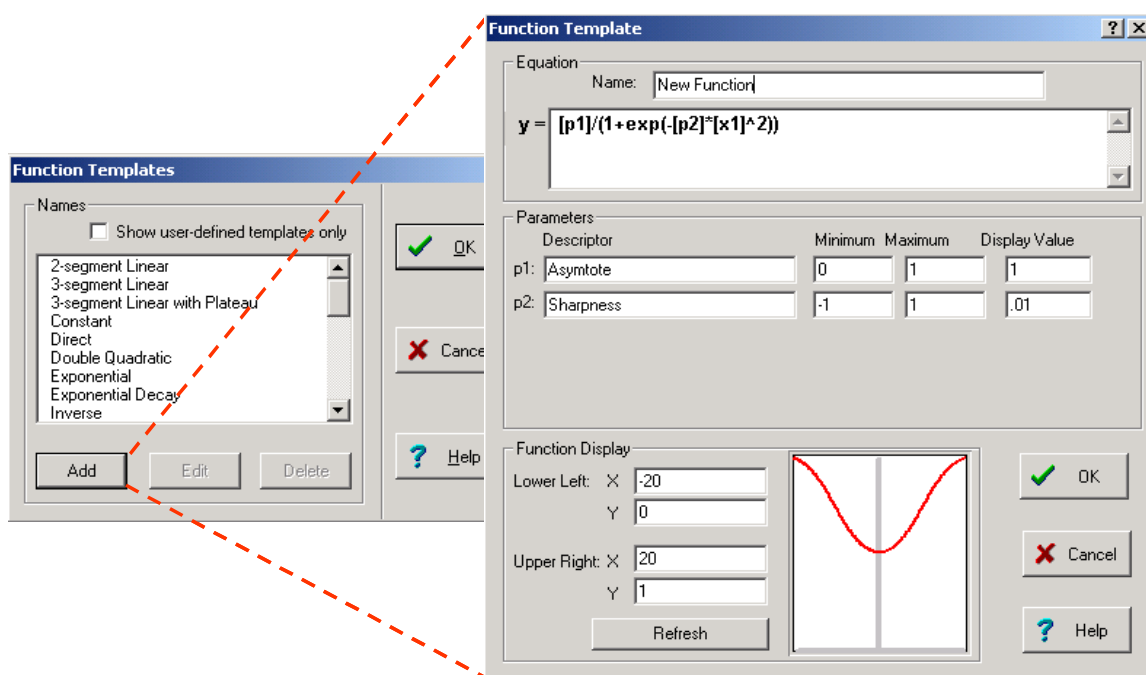 Function Templates
Names
Show user-defined templates only
2-segment Linear
3-segment Linear
3-segment Linear with Plateau
Constant
Direct
Double Quadratic
Exponential
Exponential Decay
Inverse
Add
Edit
Delete
OK
Cance
Help
Function Template
Equation
Name: New Function
y = [p1]/(1+exp(-[p2]*[x1]^2))
Parameters
Descriptor Minimum Maximum Display Value
p1: Asymtote 0 1 1
p2: Sharpness -1 1 .01
Function Display
Lower Left: X -20
Y 0
Upper Right: X 20
Y 1
Refresh
OK
Cancel
Help